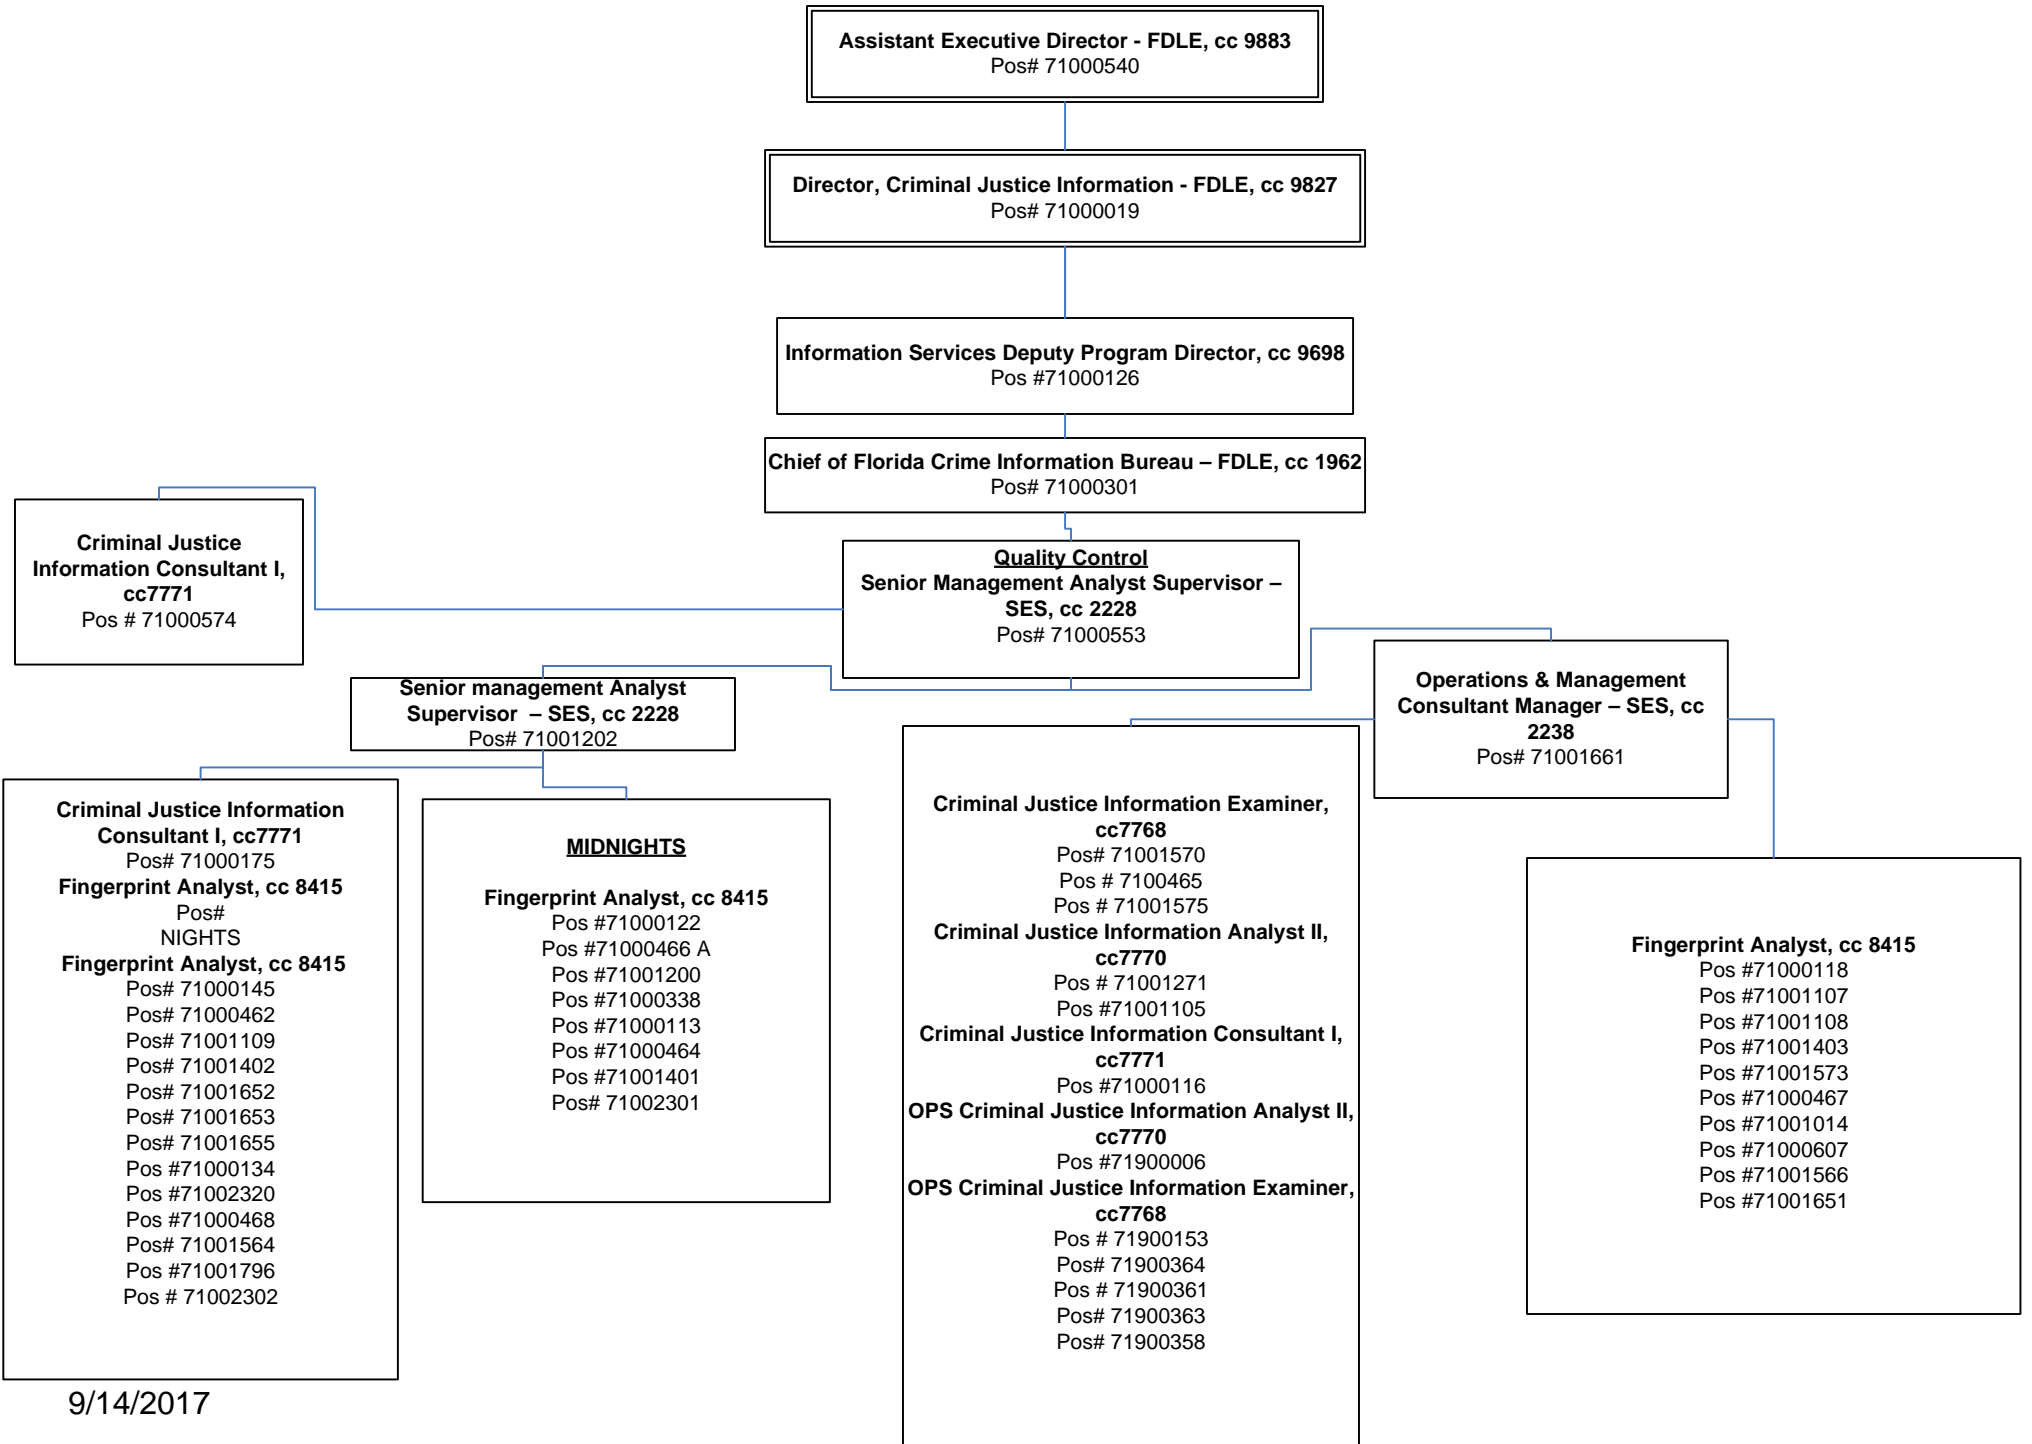 Assistant Executive Director - FDLE, cc 9883
Pos# 71000540
Director, Criminal Justice Information - FDLE, cc 9827
Pos# 71000019
Information Services Deputy Program Director, cc 9698
Pos #71000126
Chief of Florida Crime Information Bureau – FDLE, cc 1962
Pos# 71000301
Criminal Justice
Information Consultant I,
cc7771
Pos # 71000574
Quality Control
Senior Management Analyst Supervisor –
SES, cc 2228
Pos# 71000553
Senior management Analyst
Supervisor – SES, cc 2228
Pos# 71001202
Operations & Management
Consultant Manager – SES, cc
2238
Pos# 71001661
Criminal Justice Information
Consultant I, cc7771
Pos# 71000175
Fingerprint Analyst, cc 8415
Pos#
NIGHTS
Fingerprint Analyst, cc 8415
Pos# 71000145
Pos# 71000462
Pos# 71001109
Pos# 71001402
Pos# 71001652
Pos# 71001653
Pos# 71001655
Pos #71000134
Pos #71002320
Pos #71000468
Pos# 71001564
Pos #71001796
Pos # 71002302
MIDNIGHTS
Fingerprint Analyst, cc 8415
Pos #71000122
Pos #71000466 A
Pos #71001200
Pos #71000338
Pos #71000113
Pos #71000464
Pos #71001401
Pos# 71002301
Criminal Justice Information Examiner,
cc7768
Pos# 71001570
Pos # 7100465
Pos # 71001575
Criminal Justice Information Analyst II,
cc7770
Pos # 71001271
Pos #71001105
Criminal Justice Information Consultant I,
cc7771
Pos #71000116
OPS Criminal Justice Information Analyst II,
cc7770
Pos #71900006
OPS Criminal Justice Information Examiner,
cc7768
Pos # 71900153
Pos# 71900364
Pos # 71900361
Pos# 71900363
Pos# 71900358
Fingerprint Analyst, cc 8415
Pos #71000118
Pos #71001107
Pos #71001108
Pos #71001403
Pos #71001573
Pos #71000467
Pos #71001014
Pos #71000607
Pos #71001566
Pos #71001651
9/14/2017